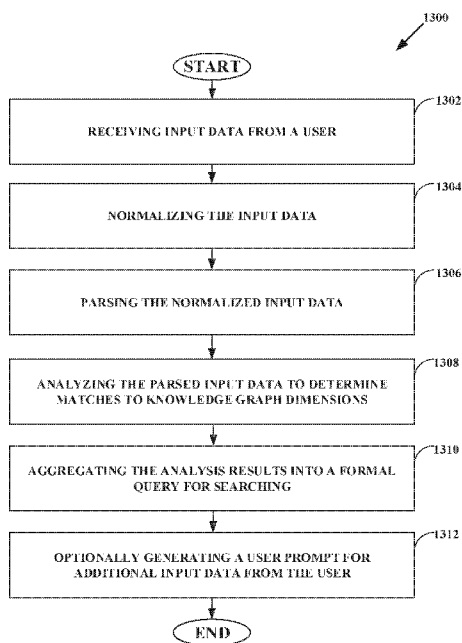 1300
START
1302
RECEIVING INPUT DATA FROM A USER
1304
NORMALIZING THE INPUT DATA
1306
PARSING THE NORMALIZED INPUT DATA
1308
ANALYZING THE PARSED INPUT DATA TO DETERMINE
MATCHES TO KNOWLEDGE GRAPH DIMENSIONS
1310
AGGREGATING THE ANALYSIS RESULTS INTO A FORMAL
QUERY FOR SEARCHING
1312
OPTIONALLY GENERATING A USER PROMPT FOR
ADDITIONAL INPUT DATA FROM THE USER
END